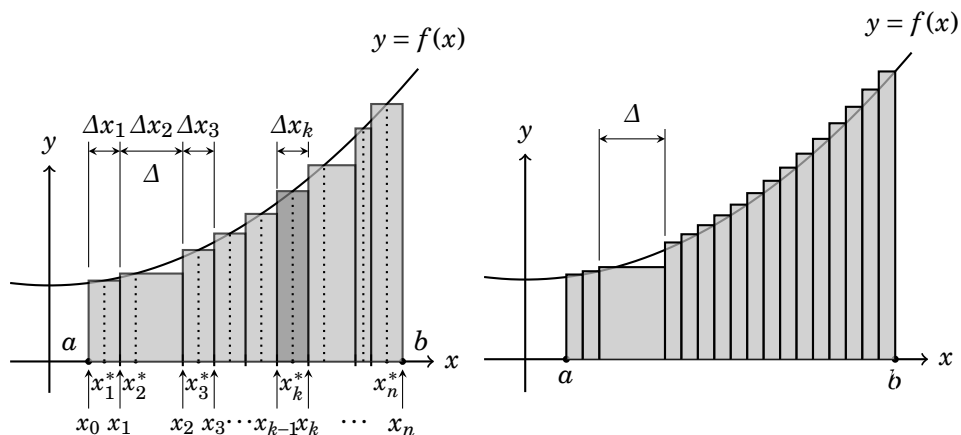 y = f(x)
Δx₁ Δx₂ Δx₃ Δxₖ
y
Δ
a b
x
x₁* x₂* x₃* xₖ* xₙ*
x₀ x₁ x₂ x₃ ⋯ xₖ₋₁ xₖ ⋯ xₙ
y = f(x)
Δ
y
x
a b